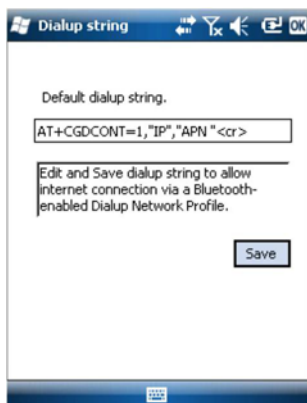 Dialup string
OK
Default dialup string.
AT+CGDCONT=1,"IP","APN "<cr>
Edit and Save dialup string to allow
internet connection via a Bluetooth-
enabled Dialup Network Profile.
Save